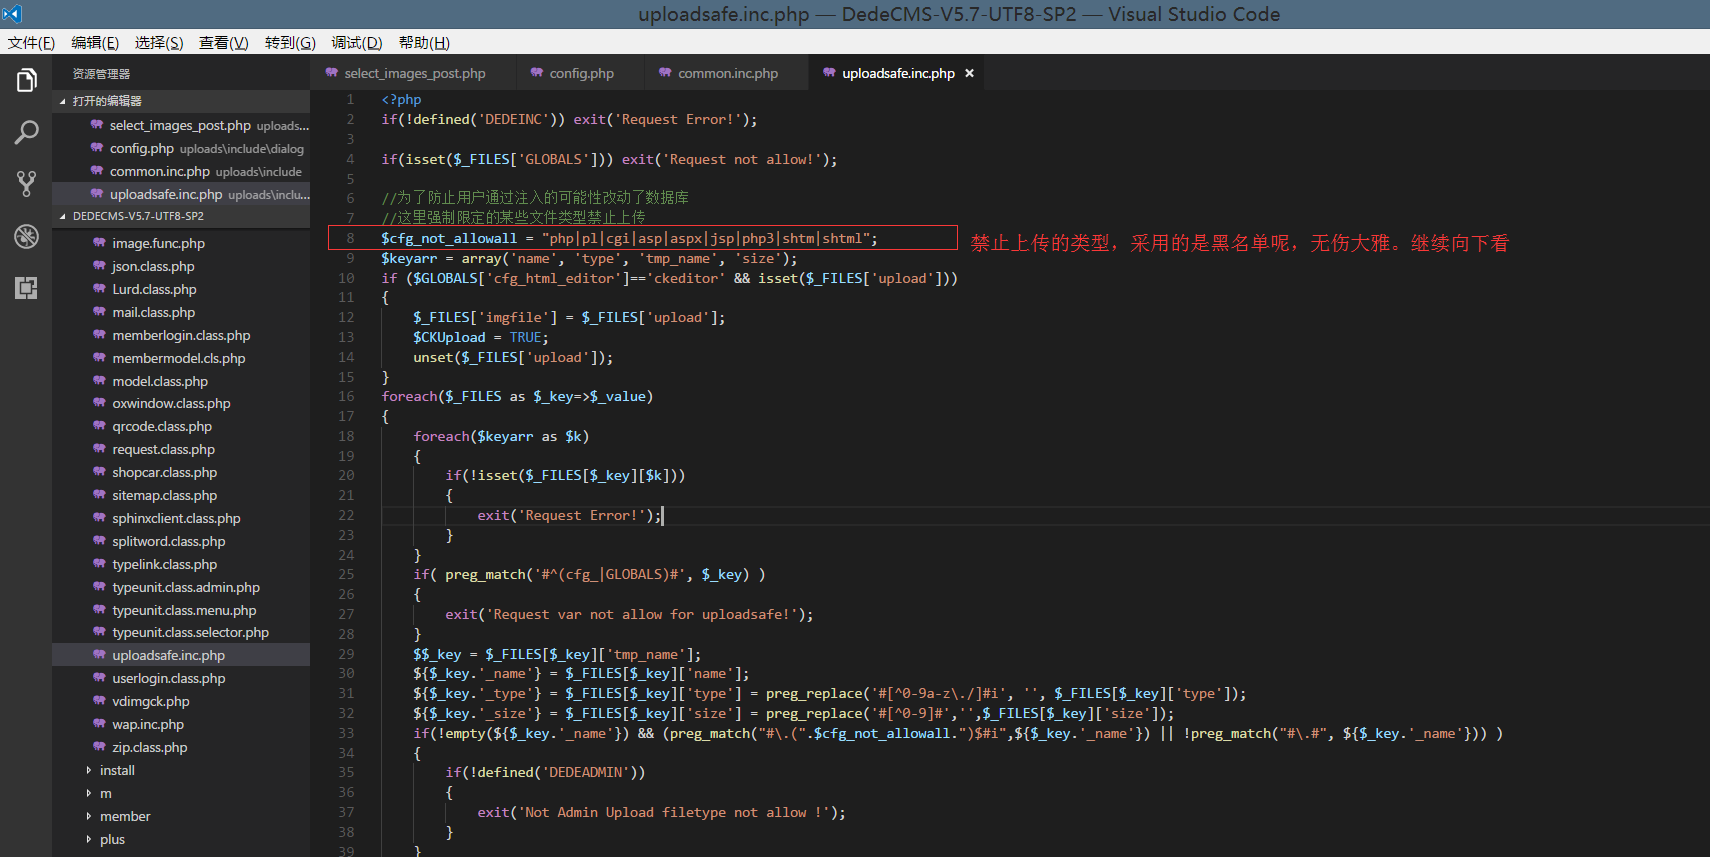 uploadsafe.inc.php — DedeCMS-V5.7-UTF8-SP2 — Visual Studio Code
文件(F) 编辑(E) 选择(S) 查看(V) 转到(G) 调试(D) 帮助(H)
资源管理器
打开的编辑器
select_images_post.php uploads...
config.php uploads\include\dialog
common.inc.php uploads\include
uploadsafe.inc.php uploads\inclu...
DEDECMS-V5.7-UTF8-SP2
image.func.php
json.class.php
Lurd.class.php
mail.class.php
memberlogin.class.php
membermodel.cls.php
model.class.php
oxwindow.class.php
qrcode.class.php
request.class.php
shopcar.class.php
sitemap.class.php
sphinxclient.class.php
splitword.class.php
typelink.class.php
typeunit.class.admin.php
typeunit.class.menu.php
typeunit.class.selector.php
uploadsafe.inc.php
userlogin.class.php
vdimgck.php
wap.inc.php
zip.class.php
install
m
member
plus
select_images_post.php config.php common.inc.php uploadsafe.inc.php
1 <?php
2 if(!defined('DEDEINC')) exit('Request Error!');
3
4 if(isset($_FILES['GLOBALS'])) exit('Request not allow!');
5
6 //为了防止用户通过注入的可能性改动了数据库
7 //这里强制限定的某些文件类型禁止上传
8 $cfg_not_allowall = "php|pl|cgi|asp|aspx|jsp|php3|shtm|shtml"; 禁止上传的类型，采用的是黑名单呢，无伤大雅。继续向下看
9 $keyarr = array('name', 'type', 'tmp_name', 'size');
10 if ($GLOBALS['cfg_html_editor']=='ckeditor' && isset($_FILES['upload']))
11 {
12 $_FILES['imgfile'] = $_FILES['upload'];
13 $CKUpload = TRUE;
14 unset($_FILES['upload']);
15 }
16 foreach($_FILES as $_key=>$_value)
17 {
18 foreach($keyarr as $k)
19 {
20 if(!isset($_FILES[$_key][$k]))
21 {
22 exit('Request Error!');
23 }
24 }
25 if( preg_match('#^(cfg_|GLOBALS)#', $_key) )
26 {
27 exit('Request var not allow for uploadsafe!');
28 }
29 $$_key = $_FILES[$_key]['tmp_name'];
30 ${$_key.'_name'} = $_FILES[$_key]['name'];
31 ${$_key.'_type'} = $_FILES[$_key]['type'] = preg_replace('#[^0-9a-z\./]#i', '', $_FILES[$_key]['type']);
32 ${$_key.'_size'} = $_FILES[$_key]['size'] = preg_replace('#[^0-9]#','',$_FILES[$_key]['size']);
33 if(!empty(${$_key.'_name'}) && (preg_match("#\.(".$cfg_not_allowall.")$#i",${$_key.'_name'}) || !preg_match("#\.#", ${$_key.'_name'})) )
34 {
35 if(!defined('DEDEADMIN'))
36 {
37 exit('Not Admin Upload filetype not allow !');
38 }
39 }